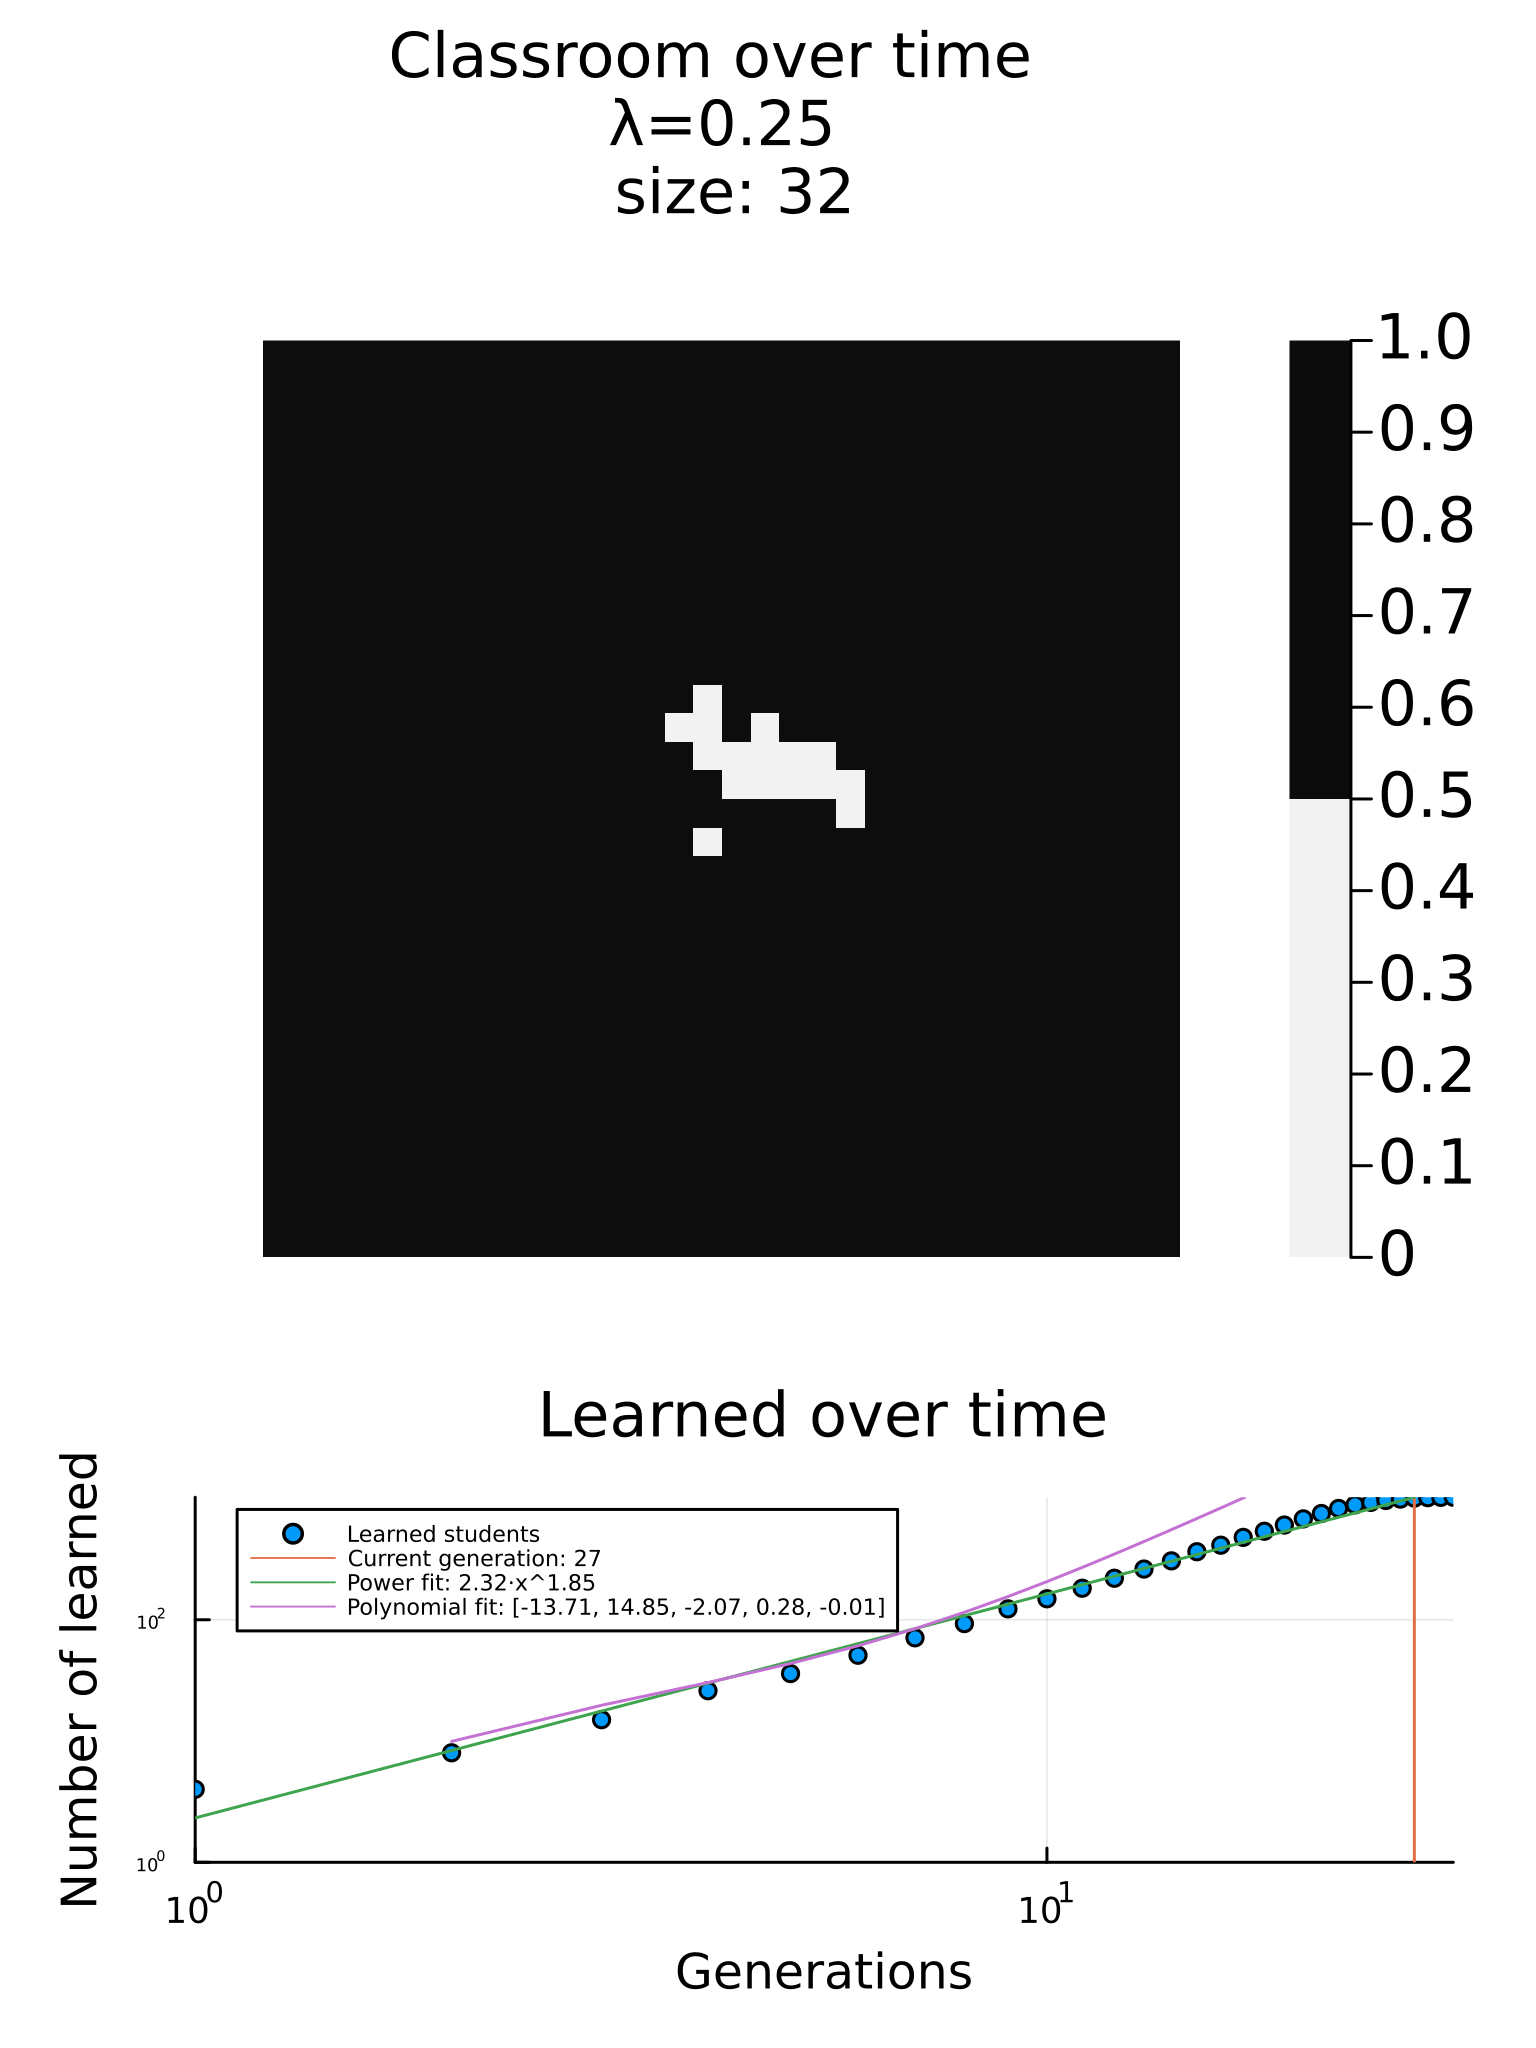 Classroom over time
λ=0.25
size: 32
1.0
0.9
0.8
0.7
0.6
0.5
0.4
0.3
0.2
0.1
0
Learned over time
Number of learned
Learned students
Current generation: 27
Power fit: 2.32·x^1.85
Polynomial fit: [-13.71, 14.85, -2.07, 0.28, -0.01]
10²
10⁰
10⁰
10¹
Generations